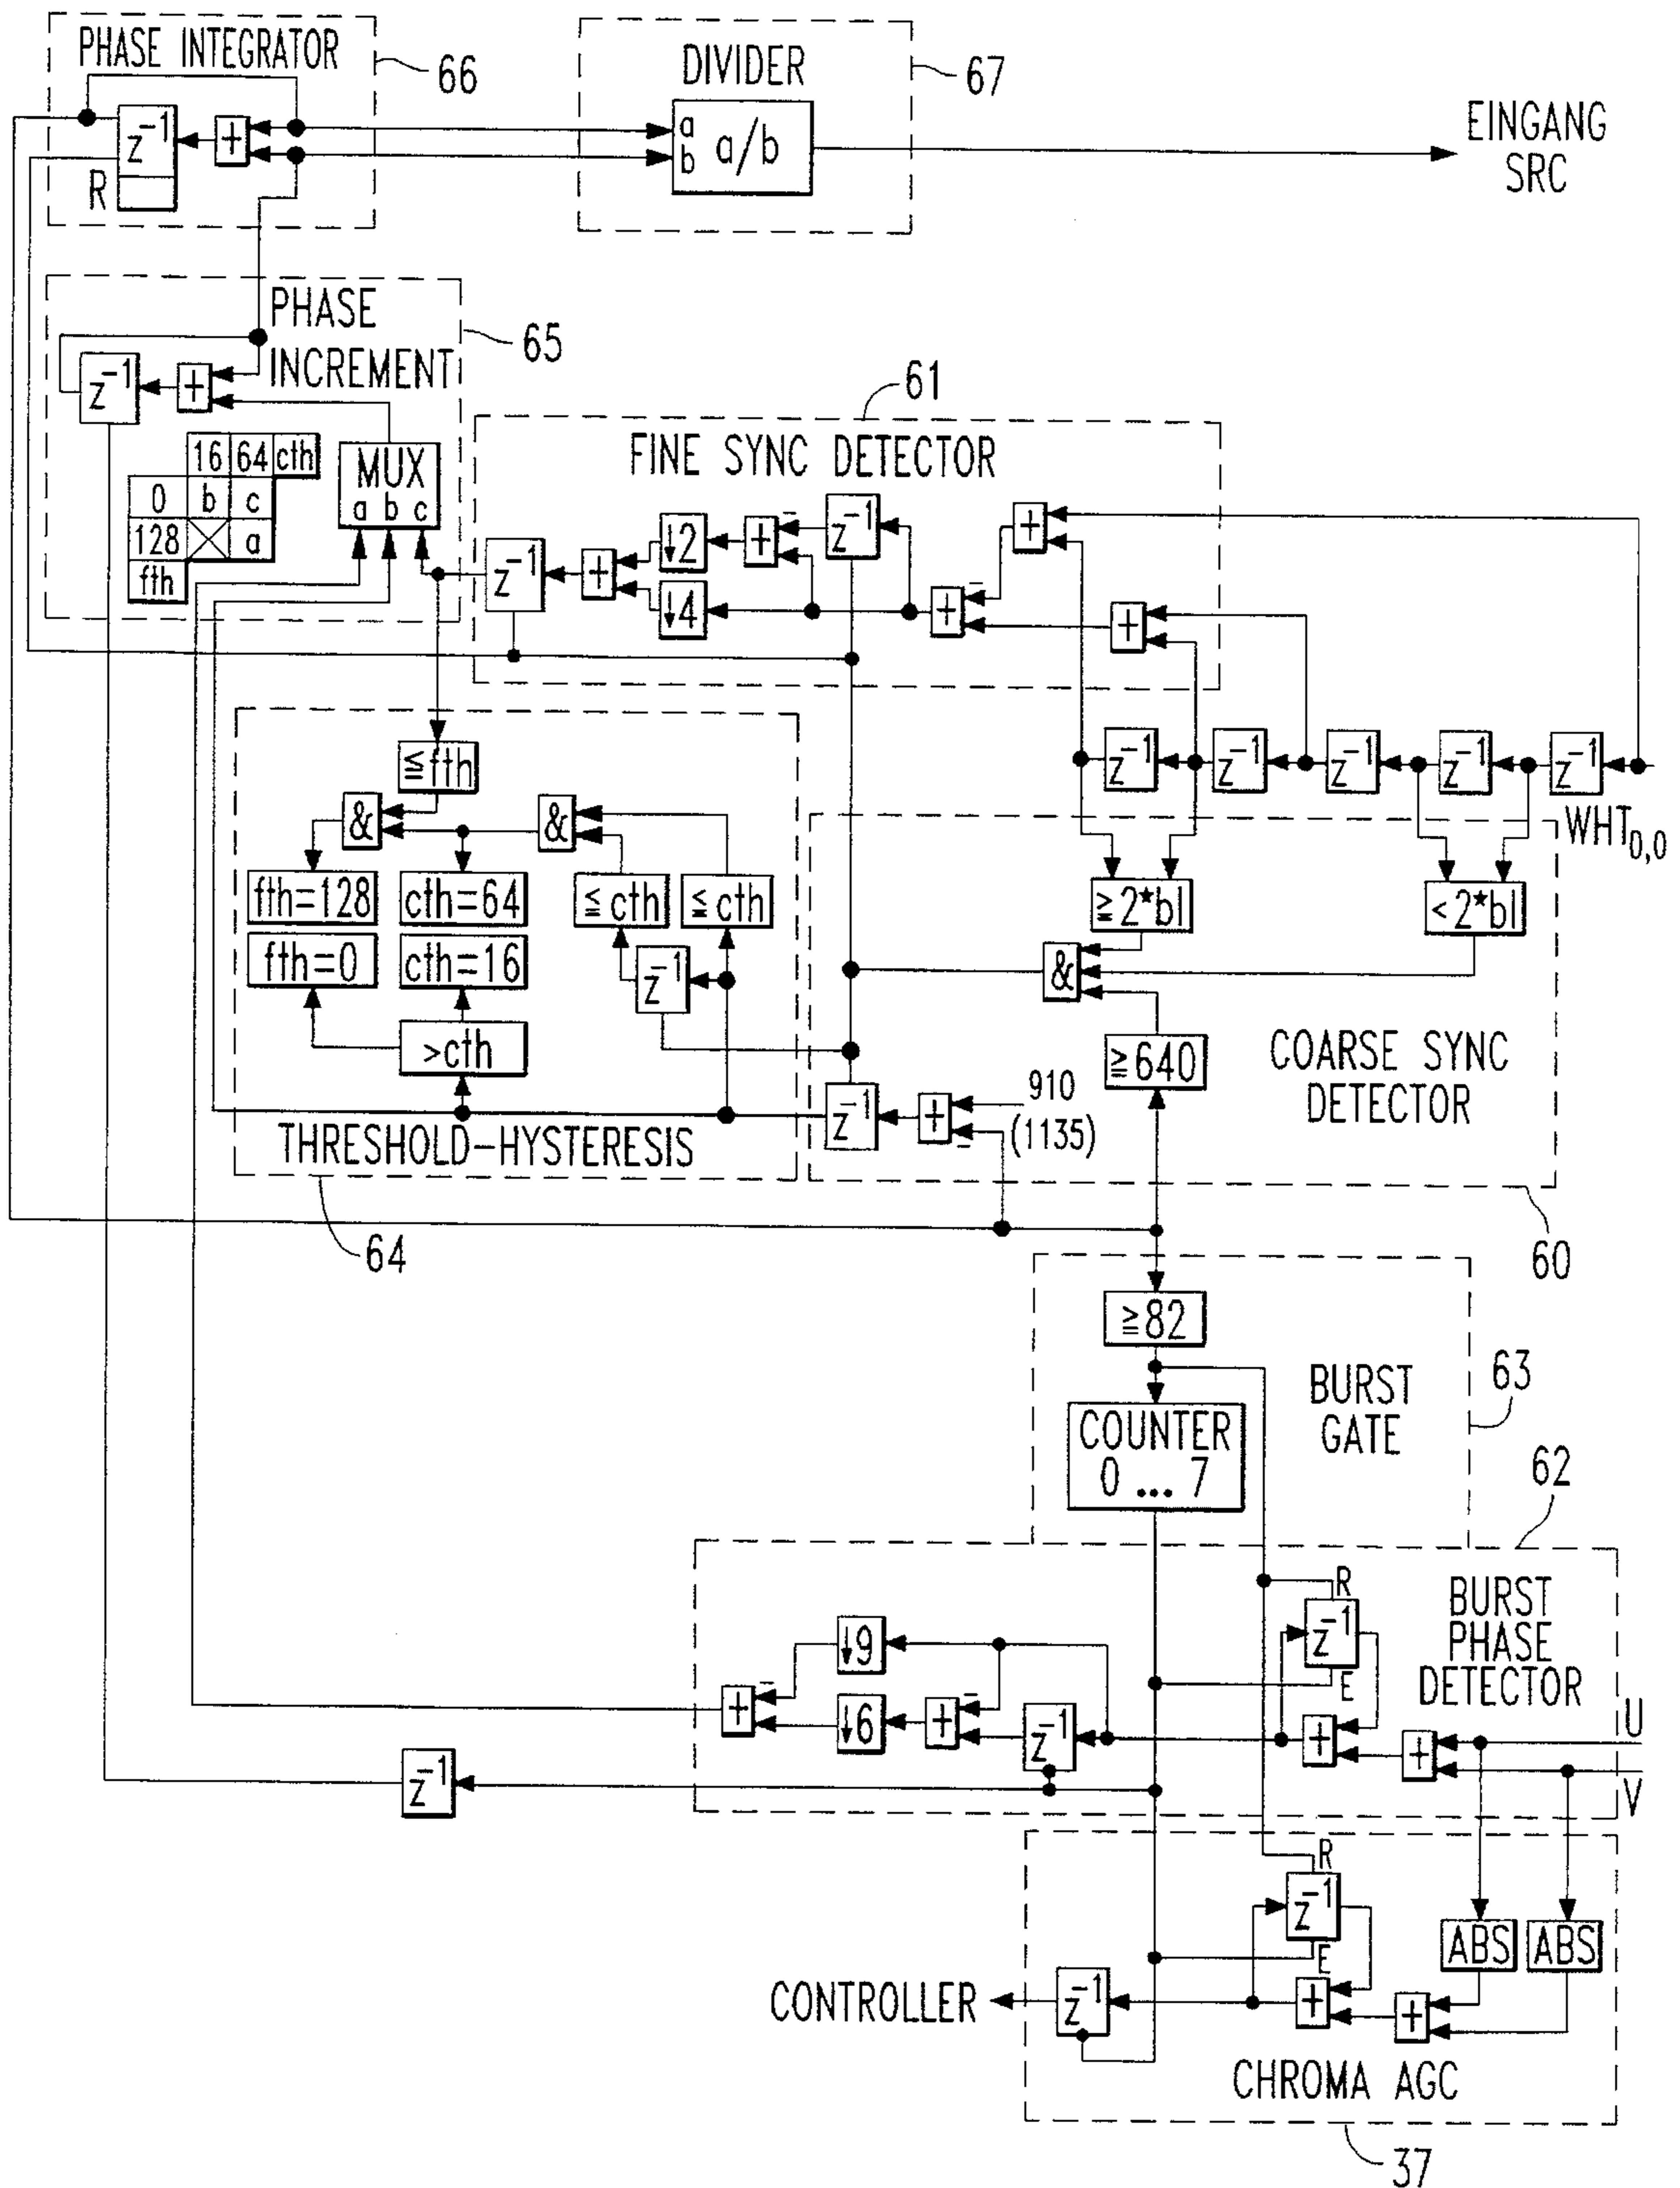 PHASE INTEGRATOR
66
z⁻¹
+
R
DIVIDER
67
a
b
a/b
EINGANG
SRC
PHASE
INCREMENT
65
z⁻¹
+
16 64 cth
0 b c
128 a
fth
MUX
a b c
61
FINE SYNC DETECTOR
z⁻¹
+
↓2
↓4
+
−
z⁻¹
+
−
+
+
z⁻¹
z⁻¹
z⁻¹
z⁻¹
z⁻¹
WHT₀,₀
≦fth
&
&
fth=128
cth=64
≦cth
≦cth
fth=0
cth=16
z⁻¹
>cth
THRESHOLD-HYSTERESIS
64
≧2*bl
<2*bl
&
≧640
COARSE SYNC
DETECTOR
z⁻¹
+
−
910
(1135)
60
≧82
BURST
GATE
63
COUNTER
0 ... 7
62
BURST
PHASE
DETECTOR
R
z⁻¹
E
↓9
↓6
+
−
+
−
z⁻¹
+
+
U
V
z⁻¹
R
z⁻¹
E
ABS
ABS
CONTROLLER
z⁻¹
+
+
CHROMA AGC
37